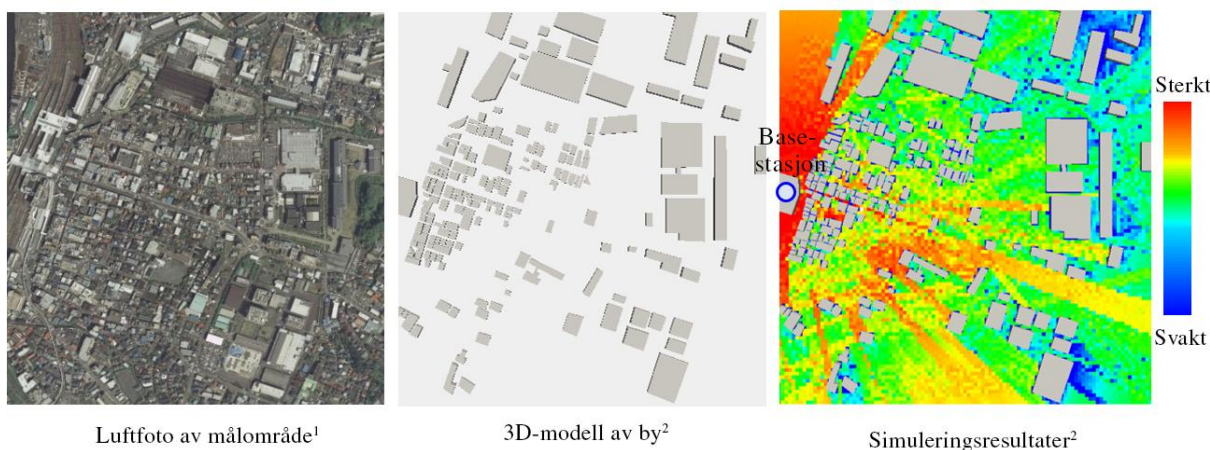 Sterkt
Base-
stasjon
Svakt
Luftfoto av målområde¹
3D-modell av by²
Simuleringsresultater²